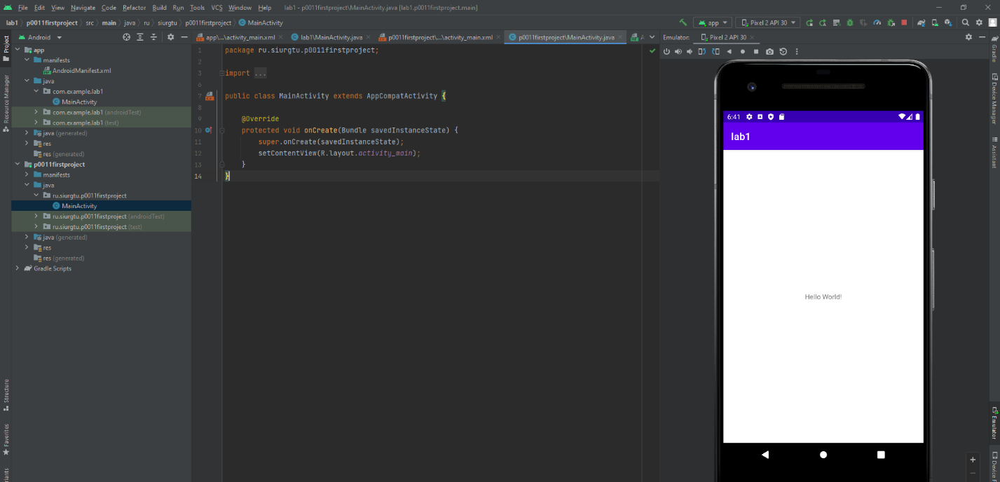 File Edit View Navigate Code Refactor Build Run Tools VCS Window Help lab1 - p0011firstproject\MainActivity.java [lab1.p0011firstproject.main]
lab1 p0011firstproject src main java ru siurgtu p0011firstproject MainActivity app Pixel 2 API 30
Android app\...\activity_main.xml lab1\MainActivity.java p0011firstproject\...\activity_main.xml p0011firstproject\MainActivity.java Emulator: Pixel 2 API 30
Project
Resource Manager
Structure
Favorites
app
manifests
AndroidManifest.xml
java
com.example.lab1
MainActivity
com.example.lab1 (androidTest)
com.example.lab1 (test)
java (generated)
res
res (generated)
p0011firstproject
manifests
java
ru.siurgtu.p0011firstproject
MainActivity
ru.siurgtu.p0011firstproject (androidTest)
ru.siurgtu.p0011firstproject (test)
java (generated)
res
res (generated)
Gradle Scripts
1 package ru.siurgtu.p0011firstproject;
2
3 import ...
6
7 public class MainActivity extends AppCompatActivity {
8
9 @Override
10 protected void onCreate(Bundle savedInstanceState) {
11 super.onCreate(savedInstanceState);
12 setContentView(R.layout.activity_main);
13 }
14 }
6:41
lab1
Hello World!
Gradle
Device Manager
Assistant
Emulator